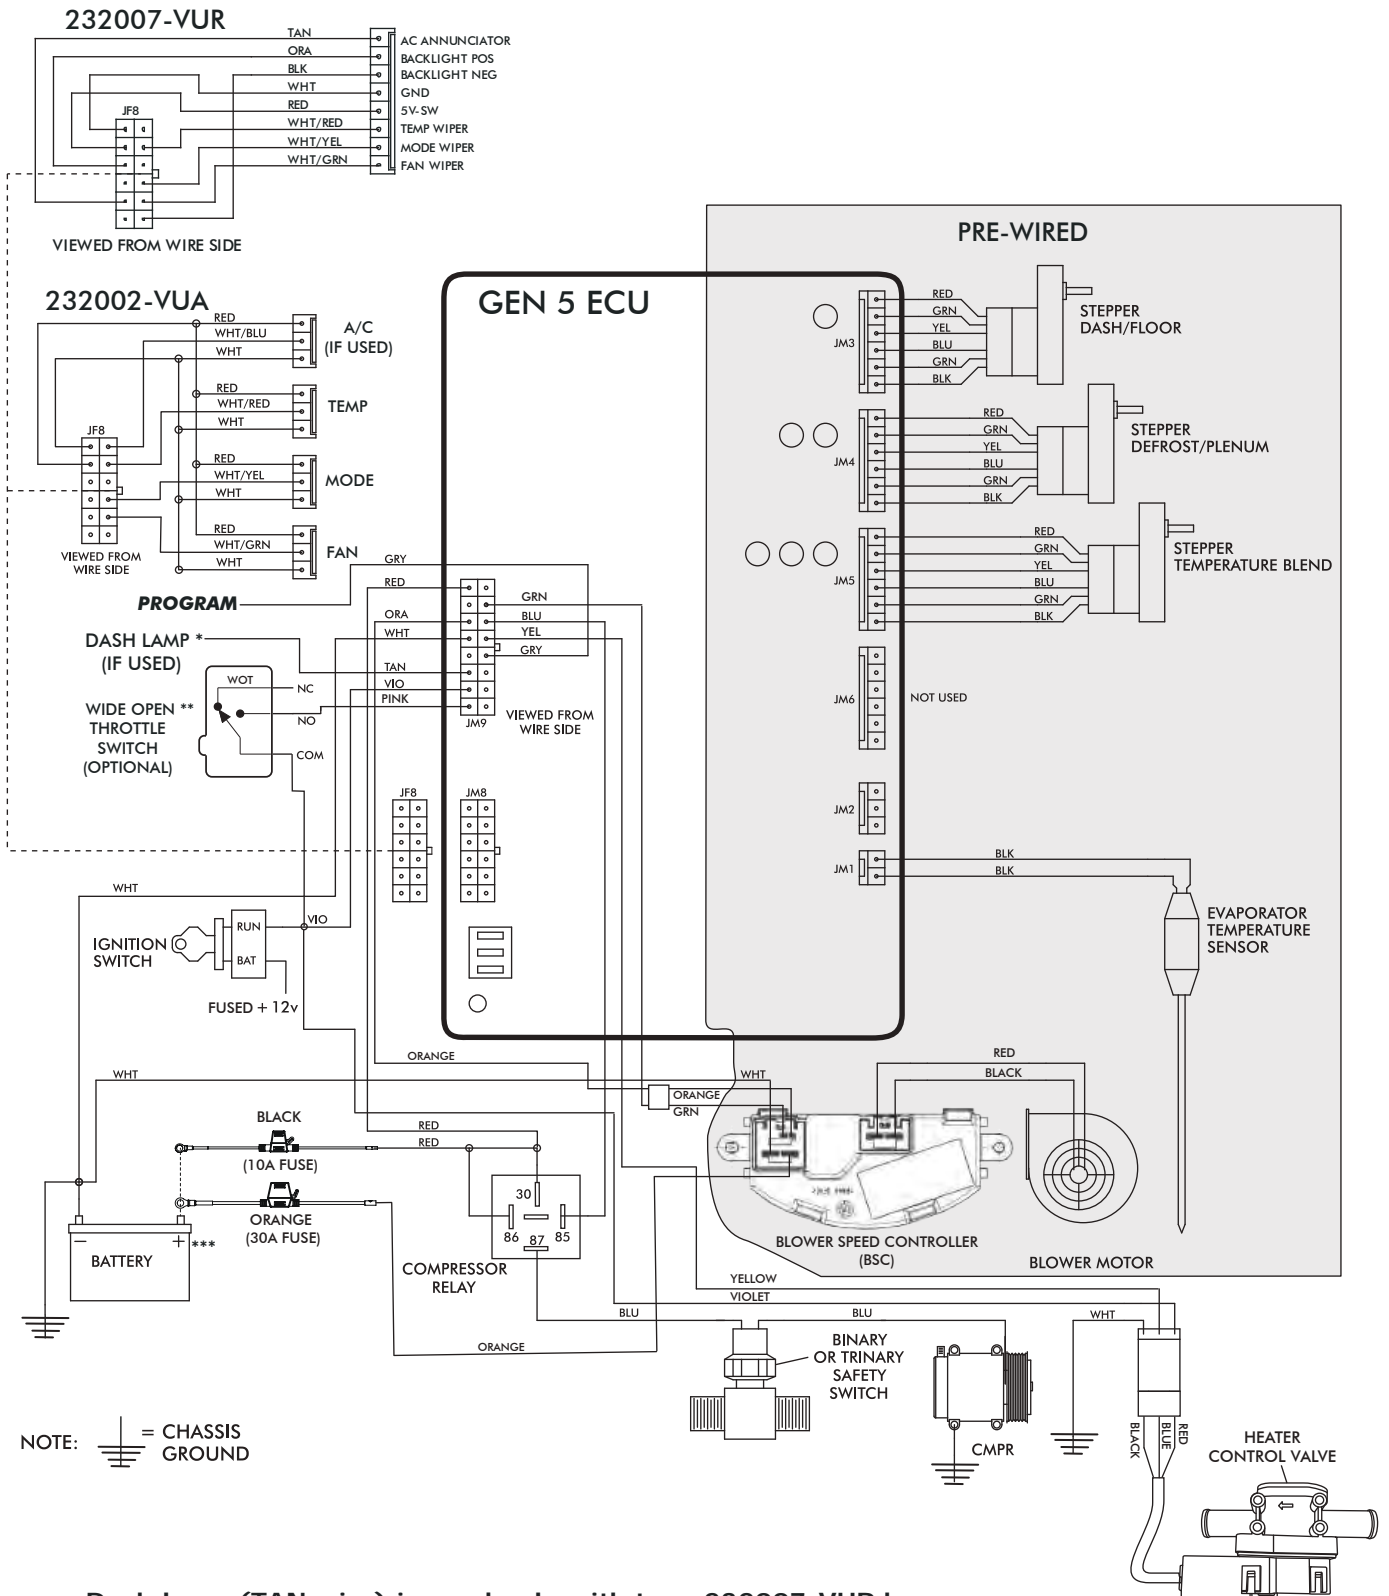 232007-VUR
TAN
ORA
BLK
WHT
RED
WHT/RED
WHT/YEL
WHT/GRN
AC ANNUNCIATOR
BACKLIGHT POS
BACKLIGHT NEG
GND
5V-SW
TEMP WIPER
MODE WIPER
FAN WIPER
JF8
VIEWED FROM WIRE SIDE
232002-VUA
RED
WHT/BLU
WHT
A/C
(IF USED)
RED
WHT/RED
WHT
TEMP
JF8
RED
WHT/YEL
WHT
MODE
RED
WHT/GRN
WHT
FAN
VIEWED FROM
WIRE SIDE
GEN 5 ECU
PRE-WIRED
JM3
RED
GRN
YEL
BLU
GRN
BLK
STEPPER
DASH/FLOOR
JM4
RED
GRN
YEL
BLU
GRN
BLK
STEPPER
DEFROST/PLENUM
JM5
RED
GRN
YEL
BLU
GRN
BLK
STEPPER
TEMPERATURE BLEND
JM6
NOT USED
JM2
JM1
BLK
BLK
EVAPORATOR
TEMPERATURE
SENSOR
PROGRAM
GRY
RED
ORA
WHT
TAN
VIO
PINK
GRN
BLU
YEL
GRY
JM9
VIEWED FROM
WIRE SIDE
DASH LAMP *
(IF USED)
WIDE OPEN **
THROTTLE
SWITCH
(OPTIONAL)
WOT
NC
NO
COM
JF8
JM8
WHT
IGNITION
SWITCH
RUN
BAT
VIO
FUSED + 12v
ORANGE
WHT
WHT
ORANGE
GRN
RED
BLACK
BLACK
(10A FUSE)
RED
RED
ORANGE
(30A FUSE)
BATTERY
−
+ ***
30
86
87
85
COMPRESSOR
RELAY
BLOWER SPEED CONTROLLER
(BSC)
BLOWER MOTOR
YELLOW
VIOLET
BLU
BLU
ORANGE
BINARY
OR TRINARY
SAFETY
SWITCH
CMPR
WHT
BLACK
BLUE
RED
HEATER
CONTROL VALVE
NOTE:
= CHASSIS
GROUND